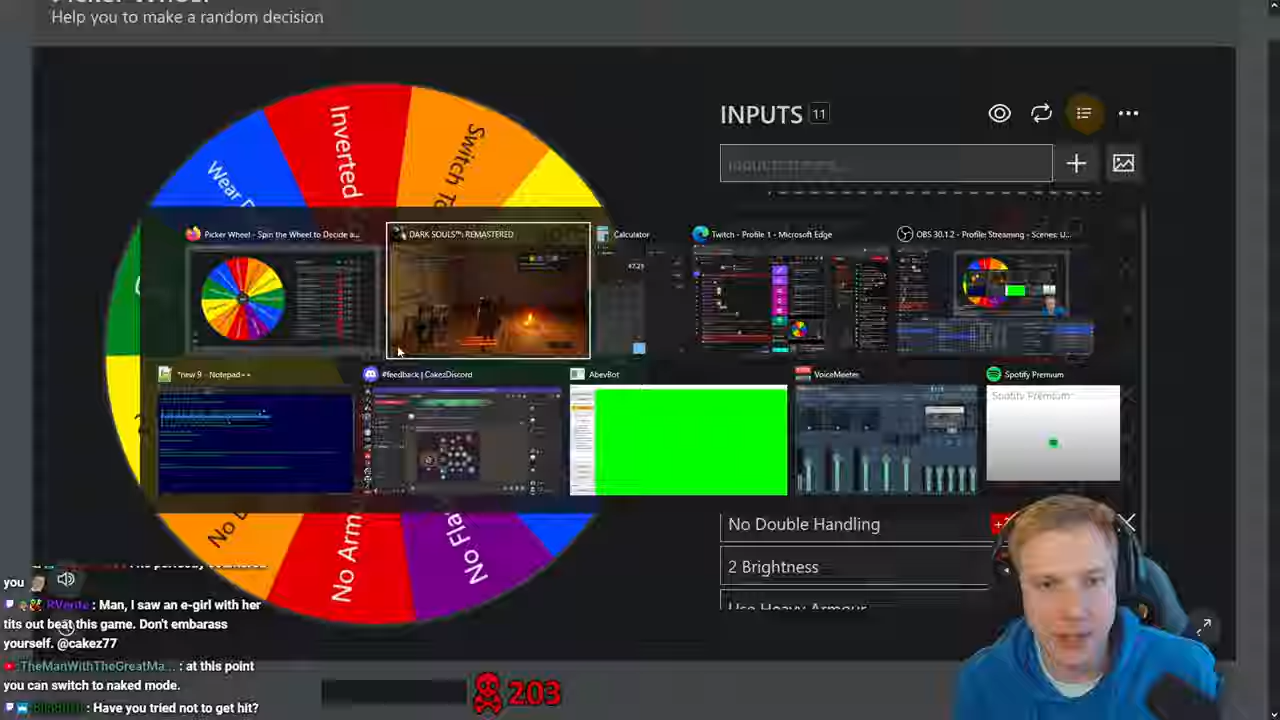 Help you to make a random decision
INPUTS 11
Inverted
Switch To
Wear
Picker Wheel - Spin the Wheel to Decide a...
DARK SOULS™: REMASTERED
Calculator
Twitch - Profile 1 - Microsoft Edge
OBS 30.1.2 - Profile: Streaming - Scenes: U...
*new 9 - Notepad++
#feedback | CakezDiscord
AbevBot
VoiceMeeter
Spotify Premium
Spotify Premium
No
No Arm
No Fla
No Double Handling
2 Brightness
Use Heavy Armour
you
RVerite : Man, I saw an e-girl with her
tits out beat this game. Don't embarass
yourself. @cakez77
TheManWithTheGreatMa... : at this point
you can switch to naked mode.
: Have you tried not to get hit?
203